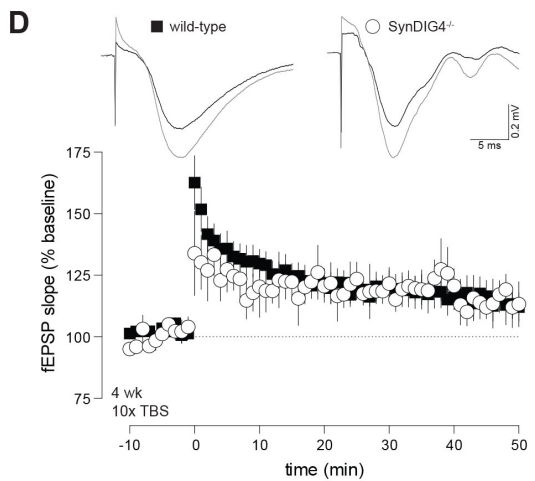 D
wild-type
SynDIG4-/-
0.2 mV
5 ms
175
150
125
100
75
fEPSP slope (% baseline)
4 wk
10x TBS
-10 0 10 20 30 40 50
time (min)